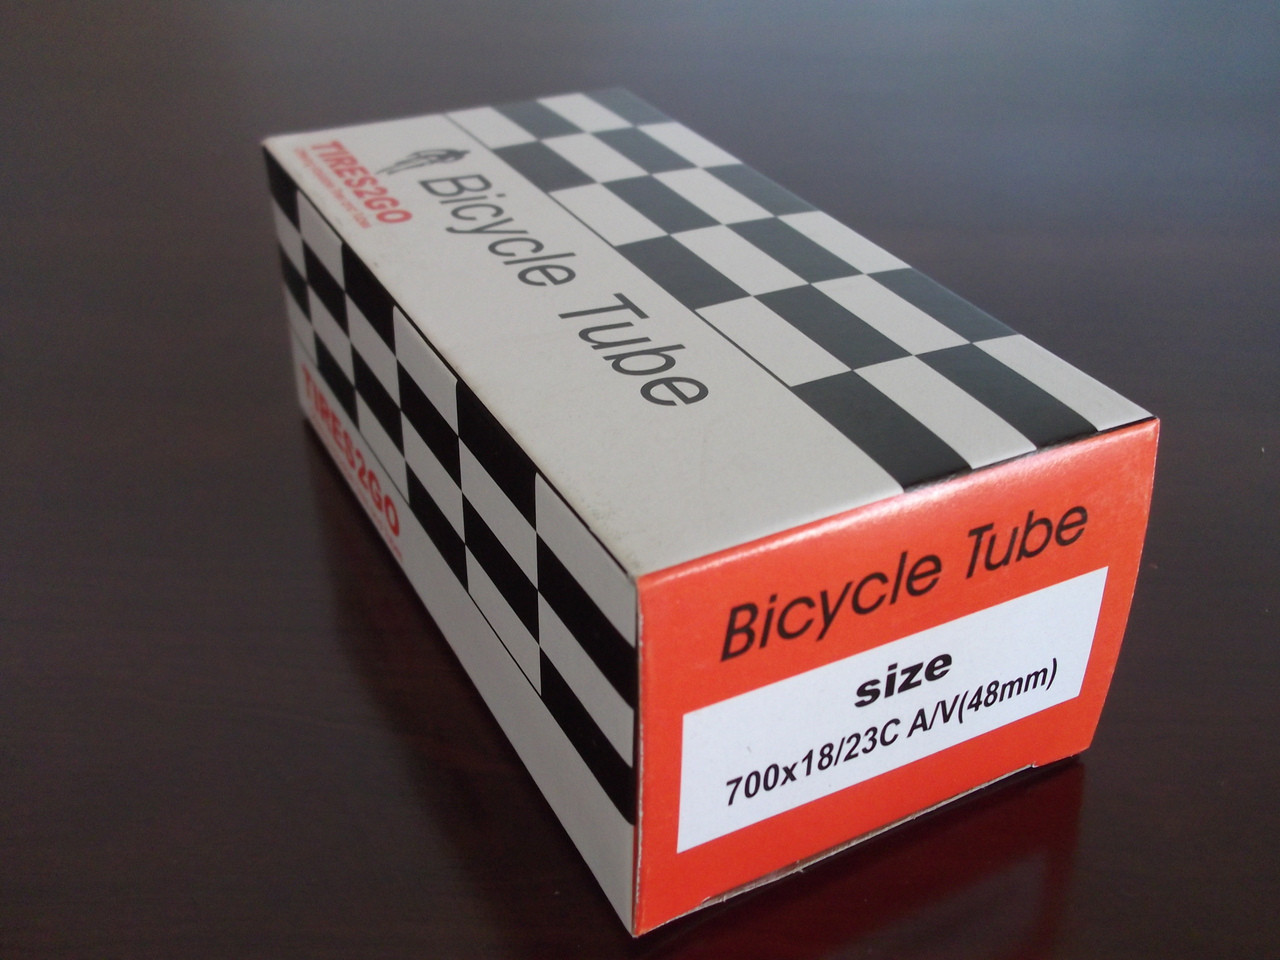 TIRES2GO
Bicycle Tube
TIRES2GO
Bicycle Tube
size
700x18/23C A/V(48mm)